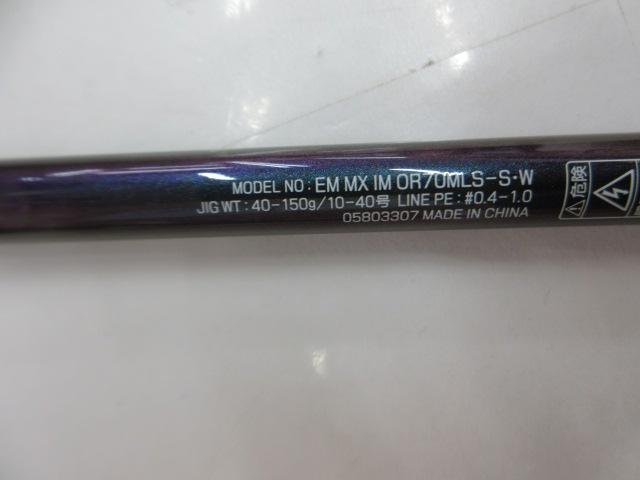 MODEL NO : EM MX IM OR70MLS-S・W
JIG WT : 40-150g/10-40号 LINE PE : #0.4-1.0
05803307 MADE IN CHINA
危険